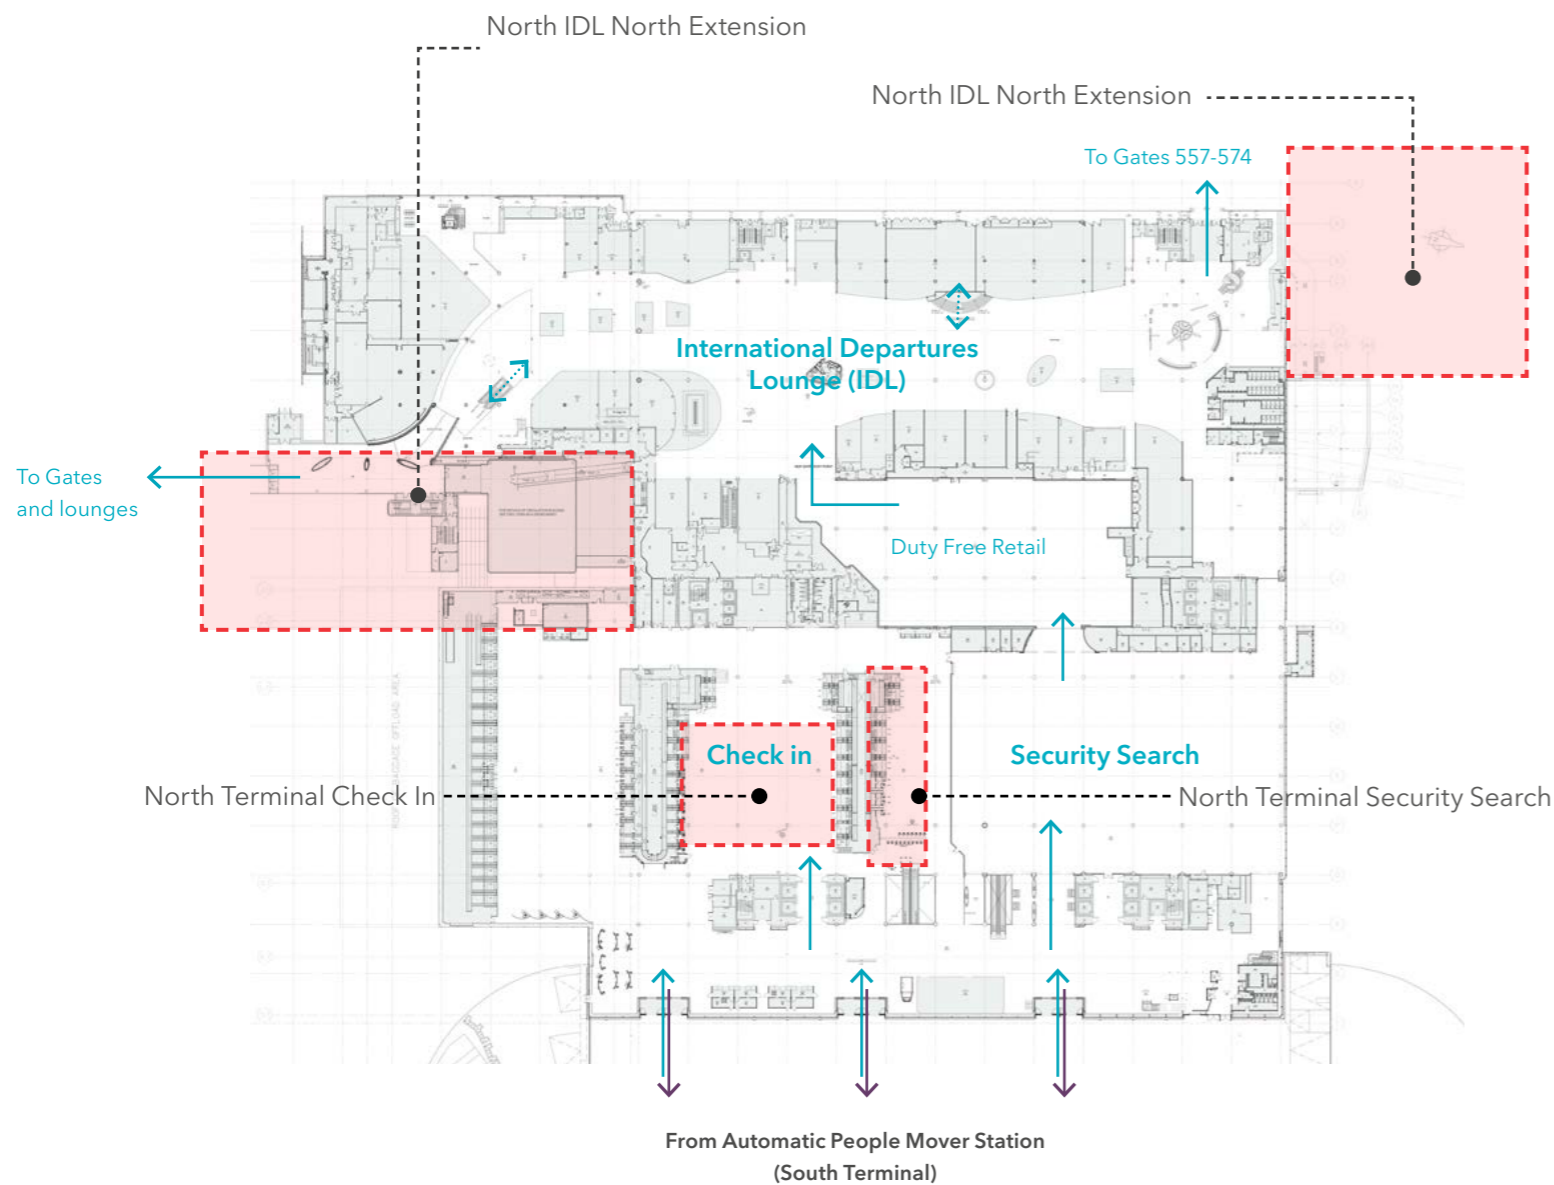 North IDL North Extension
North IDL North Extension
To Gates 557-574
International Departures
Lounge (IDL)
To Gates
and lounges
Duty Free Retail
Check in
Security Search
North Terminal Check In
North Terminal Security Search
From Automatic People Mover Station
(South Terminal)